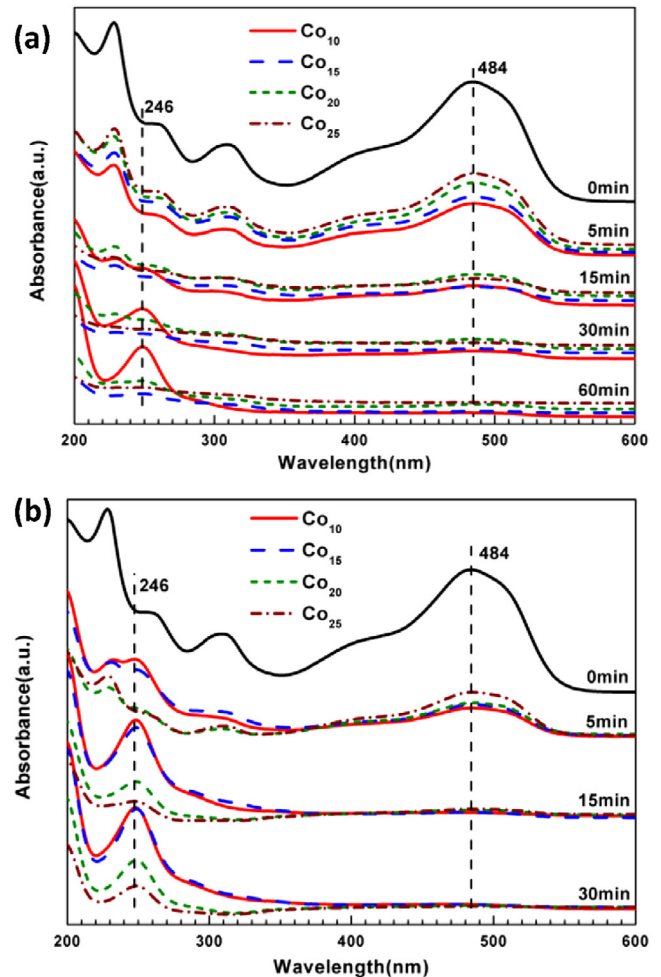 (a)
Co10
Co15
Co20
Co25
246
484
0min
5min
15min
30min
60min
Absorbance(a.u.)
200 300 400 500 600
Wavelength(nm)
(b)
Co10
Co15
Co20
Co25
246
484
0min
5min
15min
30min
Absorbance(a.u.)
200 300 400 500 600
Wavelength(nm)